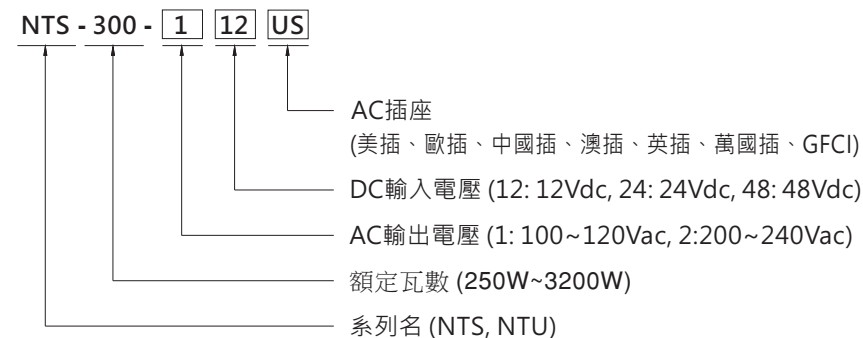 NTS - 300 - 1 12 US
AC插座
(美插、歐插、中國插、澳插、英插、萬國插、GFCI)
DC輸入電壓 (12: 12Vdc, 24: 24Vdc, 48: 48Vdc)
AC輸出電壓 (1: 100~120Vac, 2:200~240Vac)
額定瓦數 (250W~3200W)
系列名 (NTS, NTU)